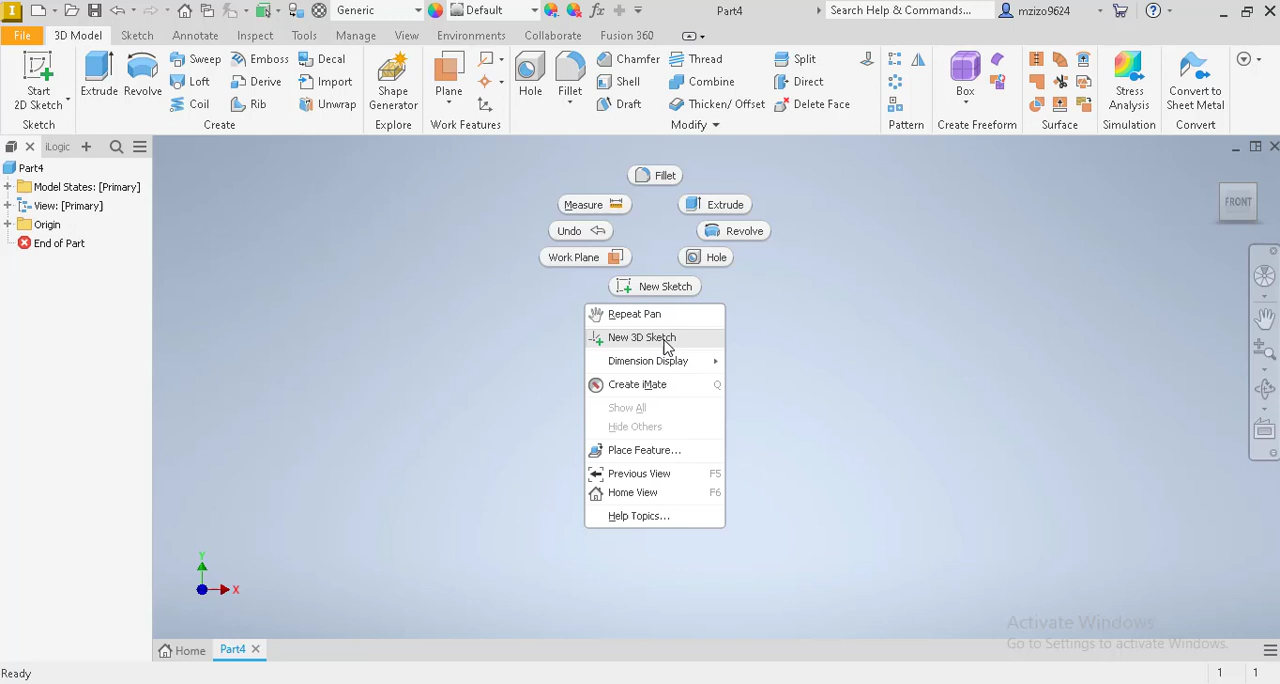 Generic Default Part4 Search Help & Commands... mzizo9624
File 3D Model Sketch Annotate Inspect Tools Manage View Environments Collaborate Fusion 360
Start 2D Sketch Extrude Revolve Sweep Emboss Decal Shape Generator Plane Hole Fillet Chamfer Thread Split Box Stress Analysis Convert to Sheet Metal
Loft Derive Import Shell Combine Direct
Coil Rib Unwrap Draft Thicken/ Offset Delete Face
Sketch Create Explore Work Features Modify Pattern Create Freeform Surface Simulation Convert
iLogic
Part4
Model States: [Primary]
View: [Primary]
Origin
End of Part
FRONT
Fillet
Measure Extrude
Undo Revolve
Work Plane Hole
New Sketch
Repeat Pan
New 3D Sketch
Dimension Display
Create iMate Q
Show All
Hide Others
Place Feature...
Previous View F5
Home View F6
Help Topics...
Y
X
Activate Windows
Go to Settings to activate Windows.
Home Part4
Ready 1 1